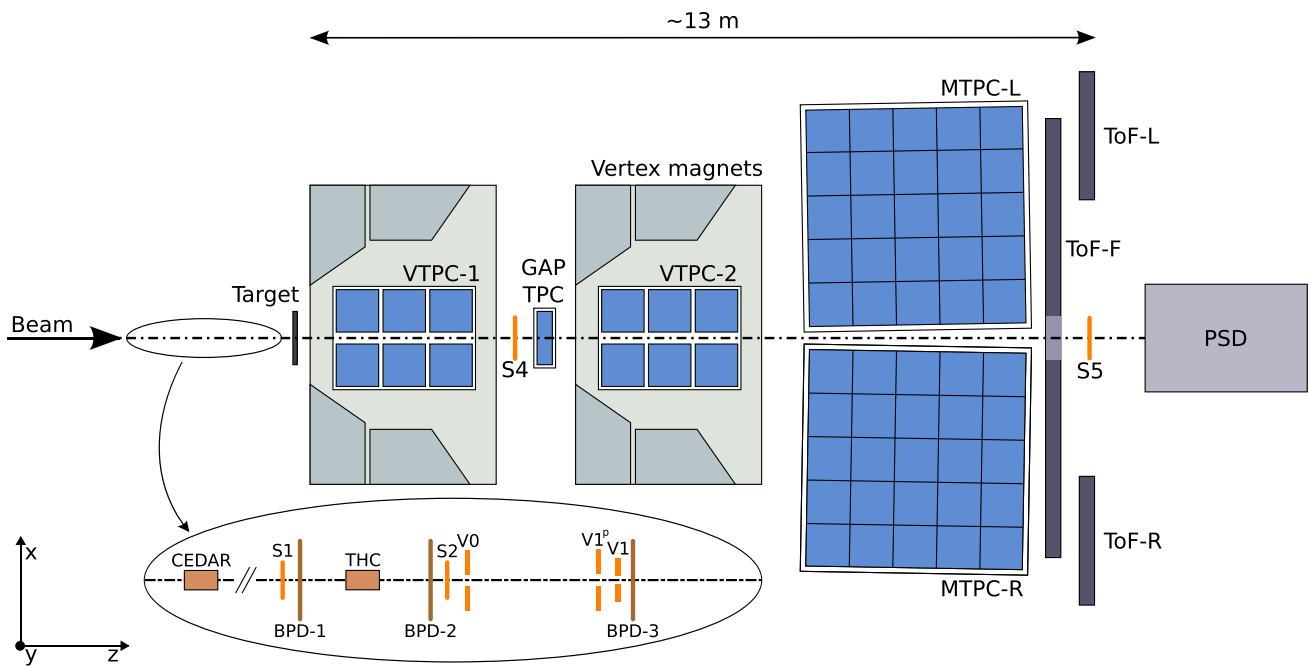 ~13 m
MTPC-L
ToF-L
Vertex magnets
ToF-F
VTPC-1
GAP
TPC
VTPC-2
Target
Beam
S4
S5
PSD
CEDAR
S1
THC
S2
V0
V1p
V1
BPD-1
BPD-2
BPD-3
ToF-R
MTPC-R
x
y
z